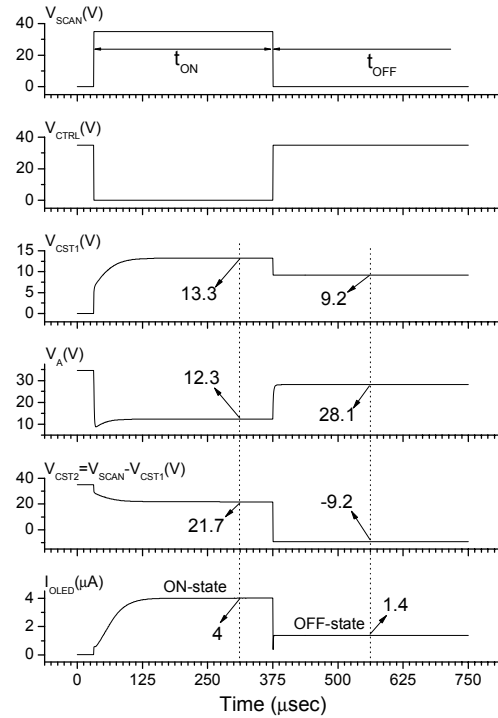 V_SCAN(V)
40
20
0
t_ON
t_OFF
V_CTRL(V)
40
20
0
V_CST1(V)
15
10
5
0
13.3
9.2
V_A(V)
30
20
10
12.3
28.1
V_CST2=V_SCAN-V_CST1(V)
40
20
0
21.7
-9.2
I_OLED(μA)
4
2
0
ON-state
4
OFF-state
1.4
0 125 250 375 500 625 750
Time (μsec)